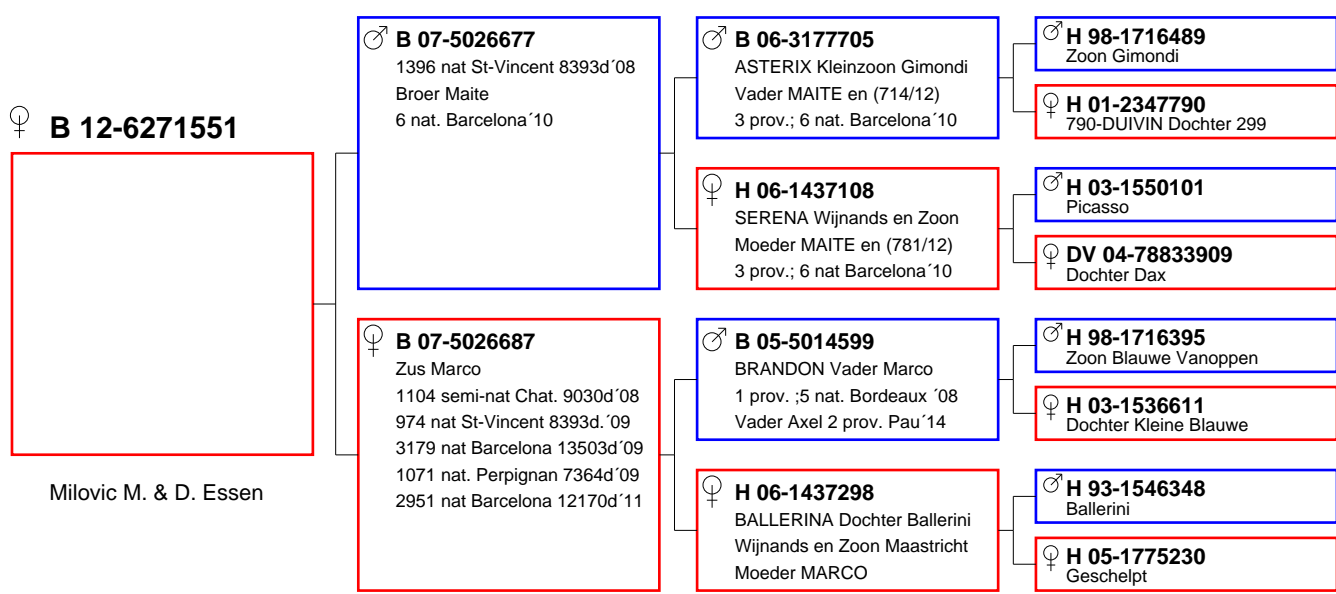 B 12-6271551
Milovic M. & D. Essen
B 07-5026677
1396 nat St-Vincent 8393d´08
Broer Maite
6 nat. Barcelona´10
B 07-5026687
Zus Marco
1104 semi-nat Chat. 9030d´08
974 nat St-Vincent 8393d.´09
3179 nat Barcelona 13503d´09
1071 nat. Perpignan 7364d´09
2951 nat Barcelona 12170d´11
B 06-3177705
ASTERIX Kleinzoon Gimondi
Vader MAITE en (714/12)
3 prov.; 6 nat. Barcelona´10
H 06-1437108
SERENA Wijnands en Zoon
Moeder MAITE en (781/12)
3 prov.; 6 nat Barcelona´10
B 05-5014599
BRANDON Vader Marco
1 prov. ;5 nat. Bordeaux ´08
Vader Axel 2 prov. Pau´14
H 06-1437298
BALLERINA Dochter Ballerini
Wijnands en Zoon Maastricht
Moeder MARCO
H 98-1716489
Zoon Gimondi
H 01-2347790
790-DUIVIN Dochter 299
H 03-1550101
Picasso
DV 04-78833909
Dochter Dax
H 98-1716395
Zoon Blauwe Vanoppen
H 03-1536611
Dochter Kleine Blauwe
H 93-1546348
Ballerini
H 05-1775230
Geschelpt